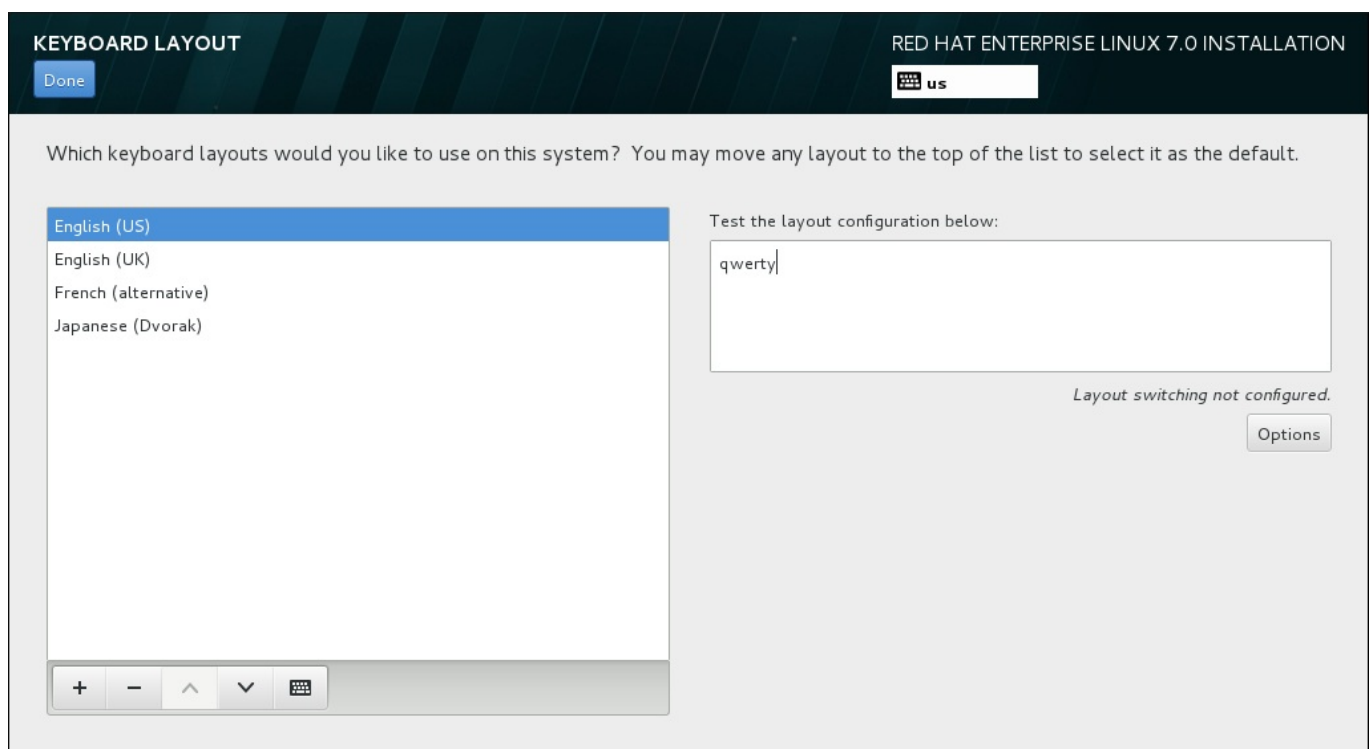 KEYBOARD LAYOUT
RED HAT ENTERPRISE LINUX 7.0 INSTALLATION
Done
us
Which keyboard layouts would you like to use on this system? You may move any layout to the top of the list to select it as the default.
English (US)
English (UK)
French (alternative)
Japanese (Dvorak)
Test the layout configuration below:
qwerty
Layout switching not configured.
Options